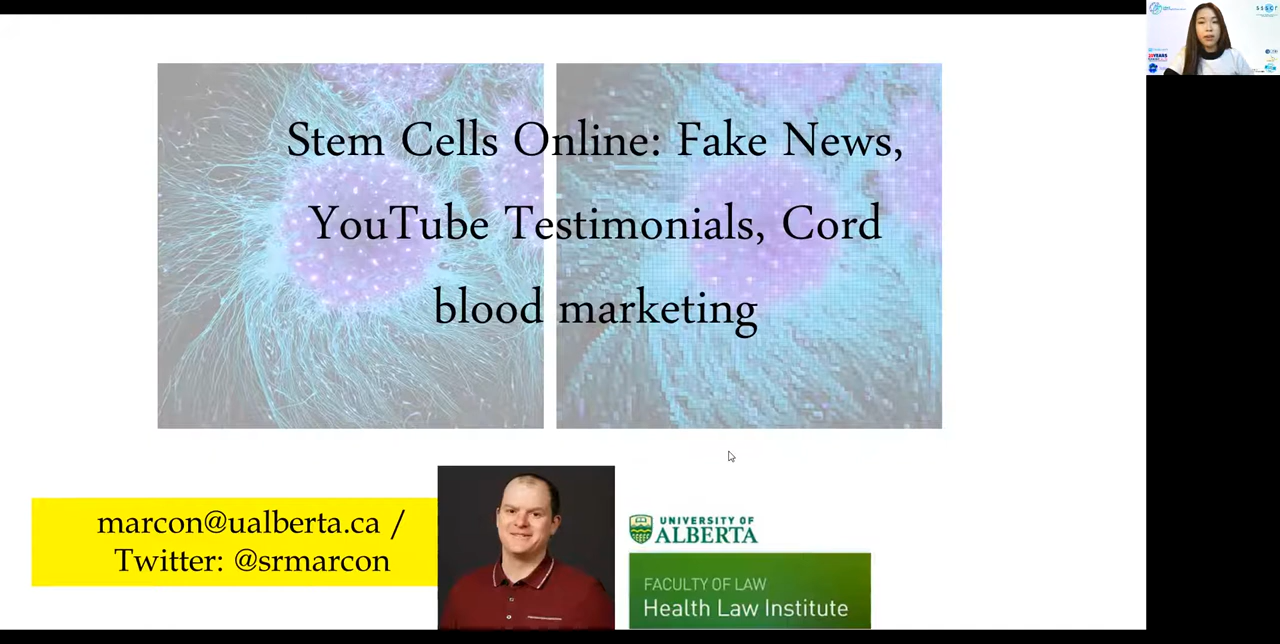 Stem Cells Online: Fake News,
YouTube Testimonials, Cord
blood marketing
marcon@ualberta.ca /
Twitter: @srmarcon
UNIVERSITY OF
ALBERTA
FACULTY OF LAW
Health Law Institute